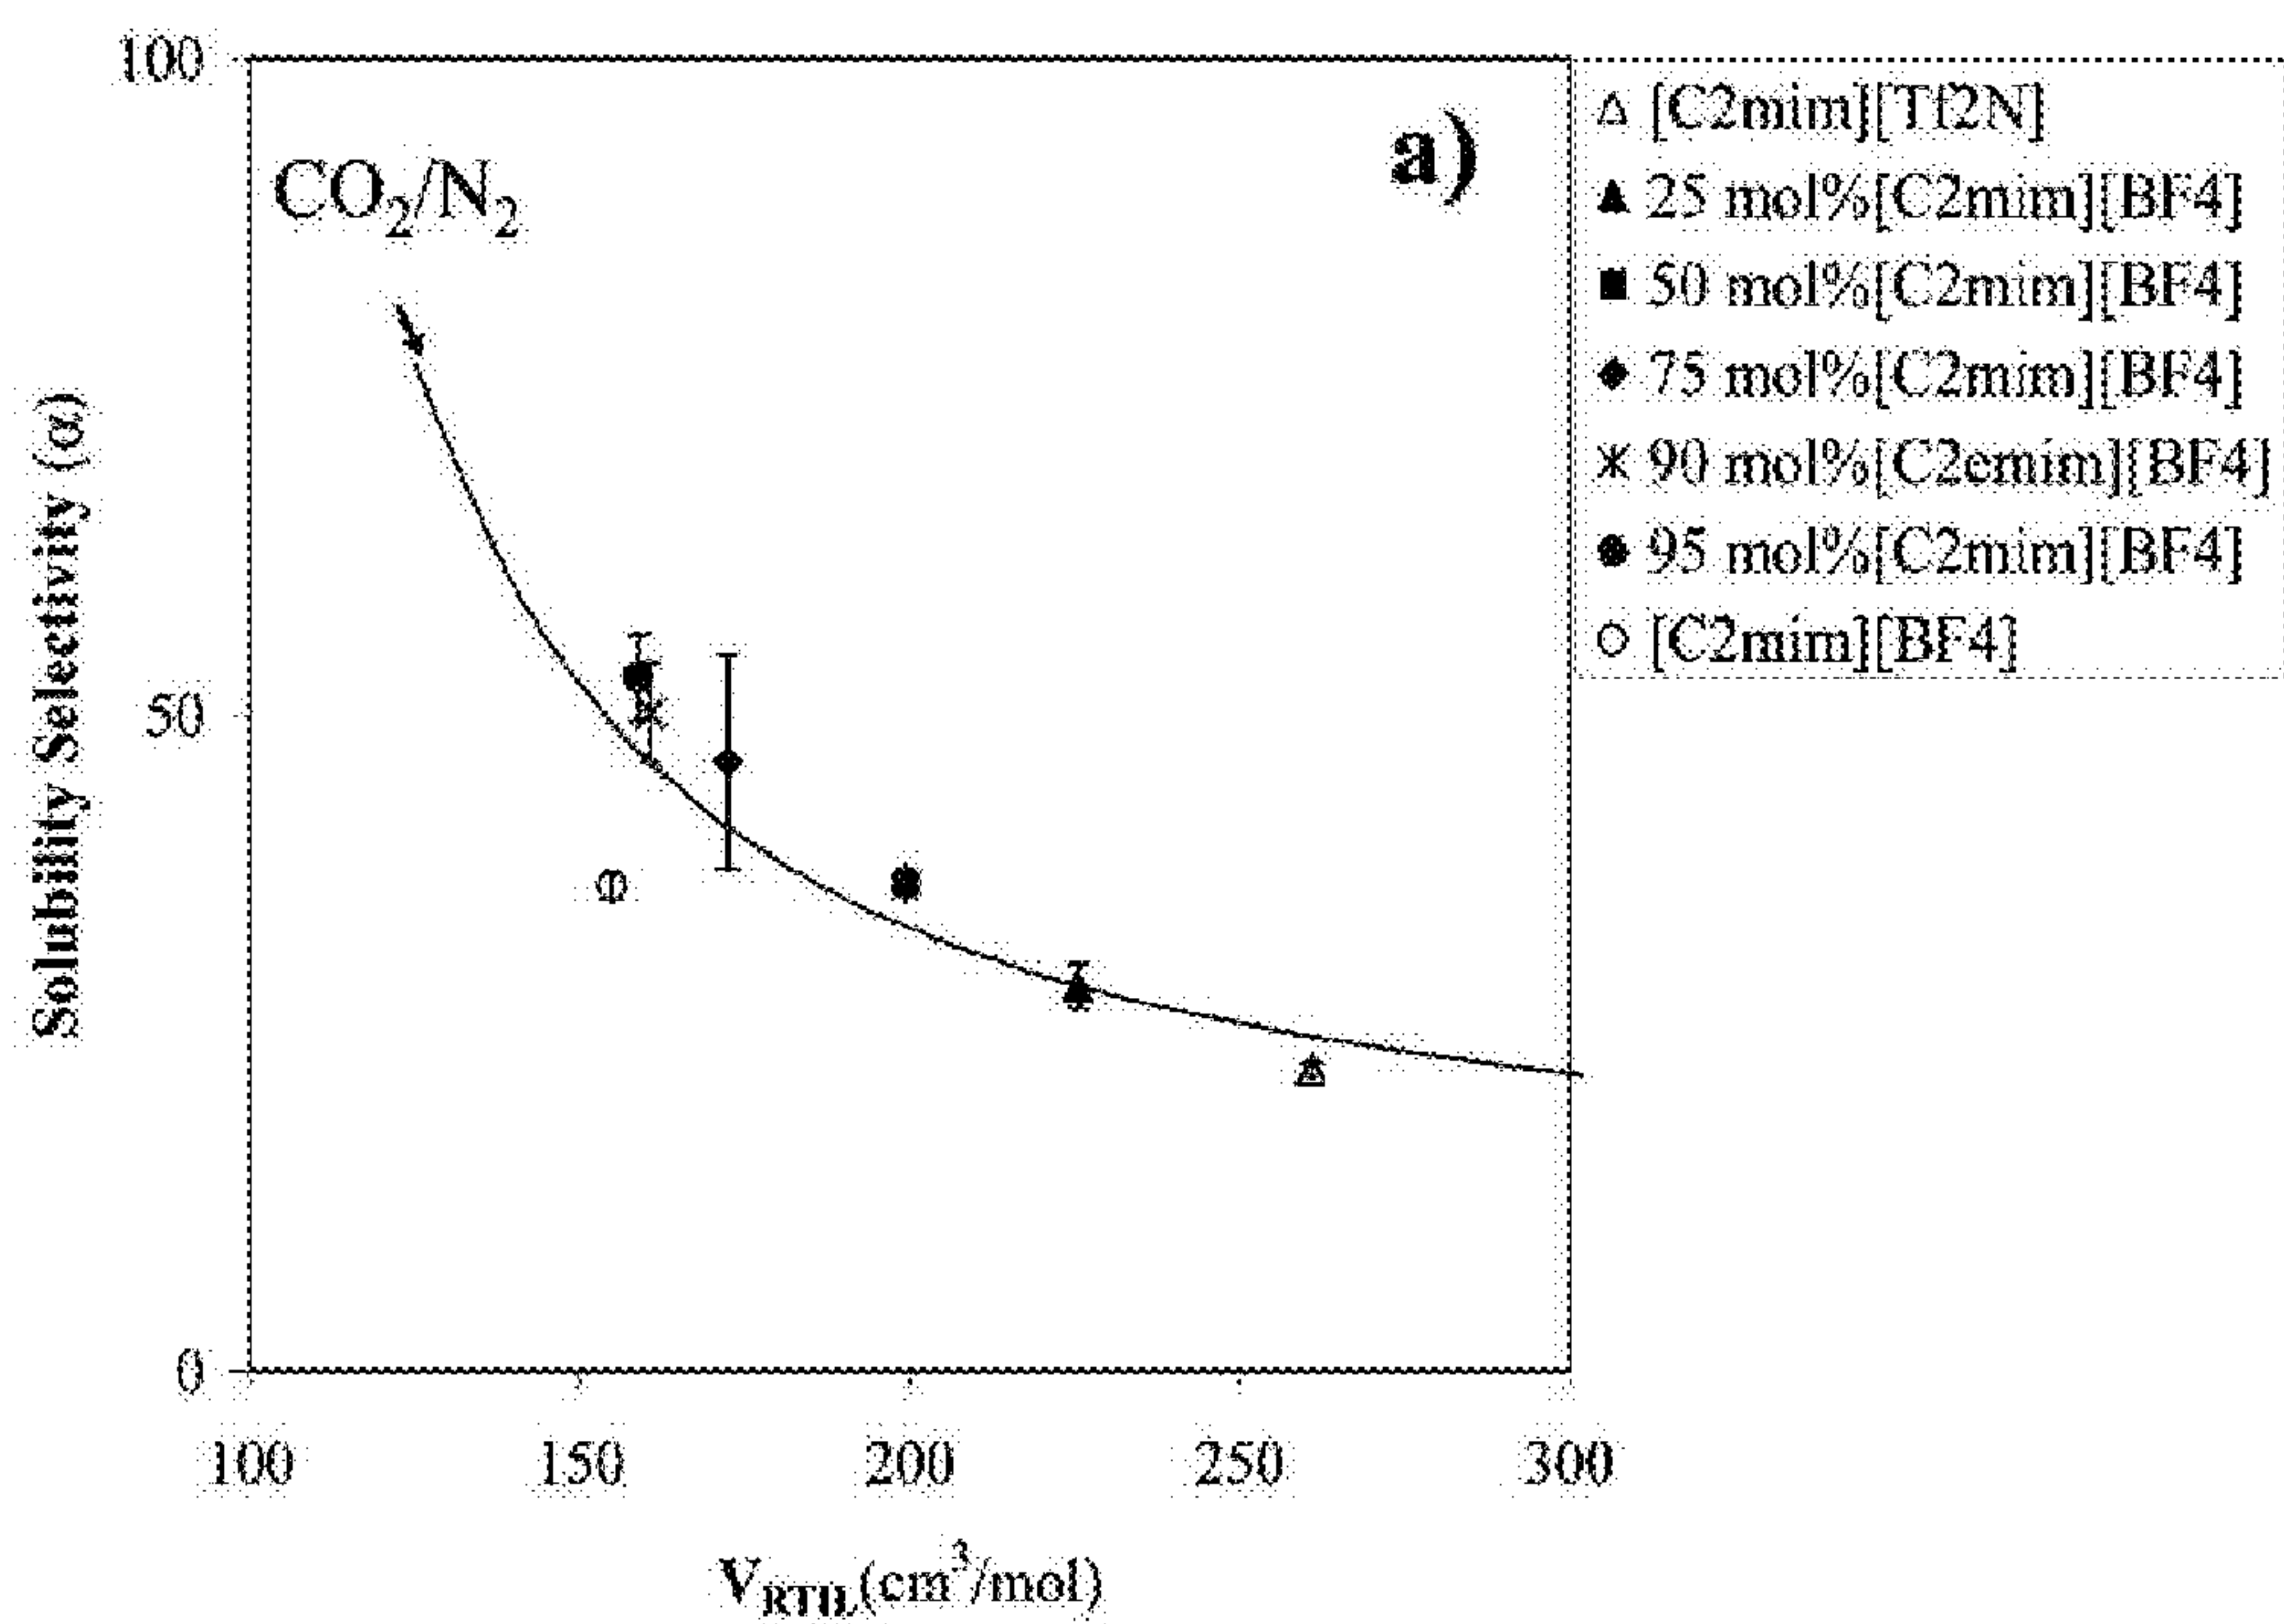 100
CO₂/N₂
a)
Solubility Selectivity (α)
50
0
100 150 200 250 300
V_RTIL(cm³/mol)
[C2mim][Tf2N]
25 mol%[C2mim][BF4]
50 mol%[C2mim][BF4]
75 mol%[C2mim][BF4]
90 mol%[C2emim][BF4]
95 mol%[C2mim][BF4]
[C2mim][BF4]